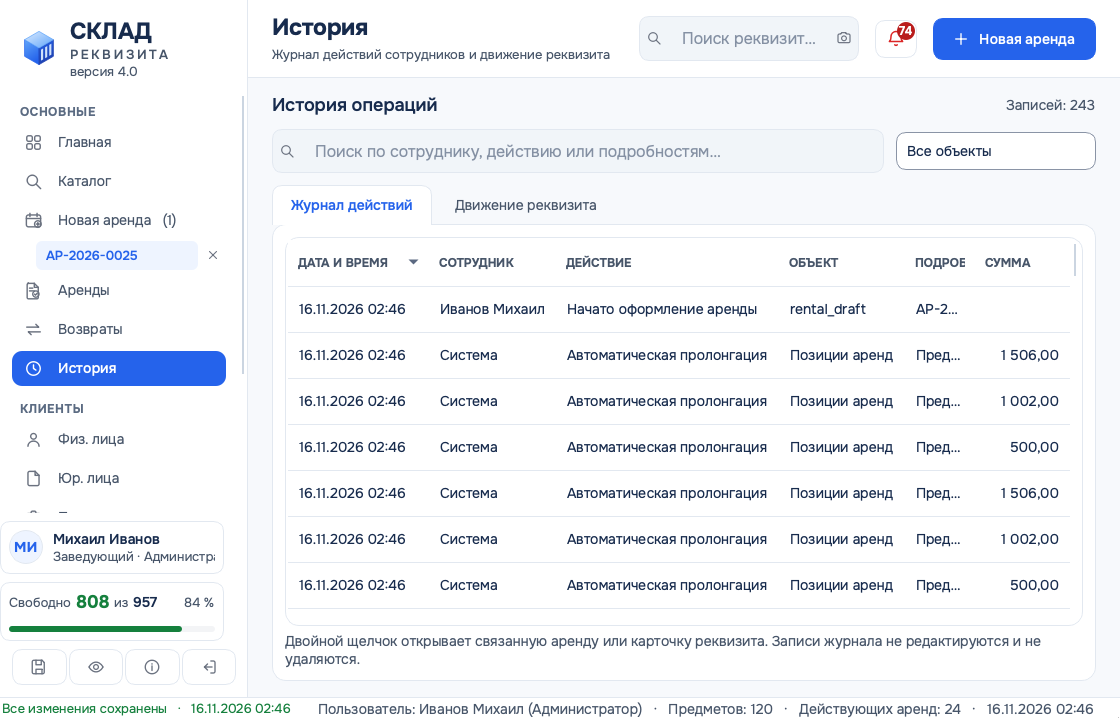 СКЛАД
РЕКВИЗИТА
версия 4.0
ОСНОВНЫЕ
Главная
Каталог
Новая аренда (1)
АР-2026-0025
Аренды
Возвраты
История
КЛИЕНТЫ
Физ. лица
Юр. лица
МИ
Михаил Иванов
Заведующий · Администра
Свободно 808 из 957 84 %
Все изменения сохранены · 16.11.2026 02:46
История
Журнал действий сотрудников и движение реквизита
Поиск реквизит...
74
Новая аренда
История операций
Записей: 243
Поиск по сотруднику, действию или подробностям...
Все объекты
Журнал действий
Движение реквизита
ДАТА И ВРЕМЯ СОТРУДНИК ДЕЙСТВИЕ ОБЪЕКТ ПОДРОБ СУММА
16.11.2026 02:46 Иванов Михаил Начато оформление аренды rental_draft АР-2...
16.11.2026 02:46 Система Автоматическая пролонгация Позиции аренд Пред... 1 506,00
16.11.2026 02:46 Система Автоматическая пролонгация Позиции аренд Пред... 1 002,00
16.11.2026 02:46 Система Автоматическая пролонгация Позиции аренд Пред... 500,00
16.11.2026 02:46 Система Автоматическая пролонгация Позиции аренд Пред... 1 506,00
16.11.2026 02:46 Система Автоматическая пролонгация Позиции аренд Пред... 1 002,00
16.11.2026 02:46 Система Автоматическая пролонгация Позиции аренд Пред... 500,00
Двойной щелчок открывает связанную аренду или карточку реквизита. Записи журнала не редактируются и не
удаляются.
Пользователь: Иванов Михаил (Администратор) · Предметов: 120 · Действующих аренд: 24 · 16.11.2026 02:46